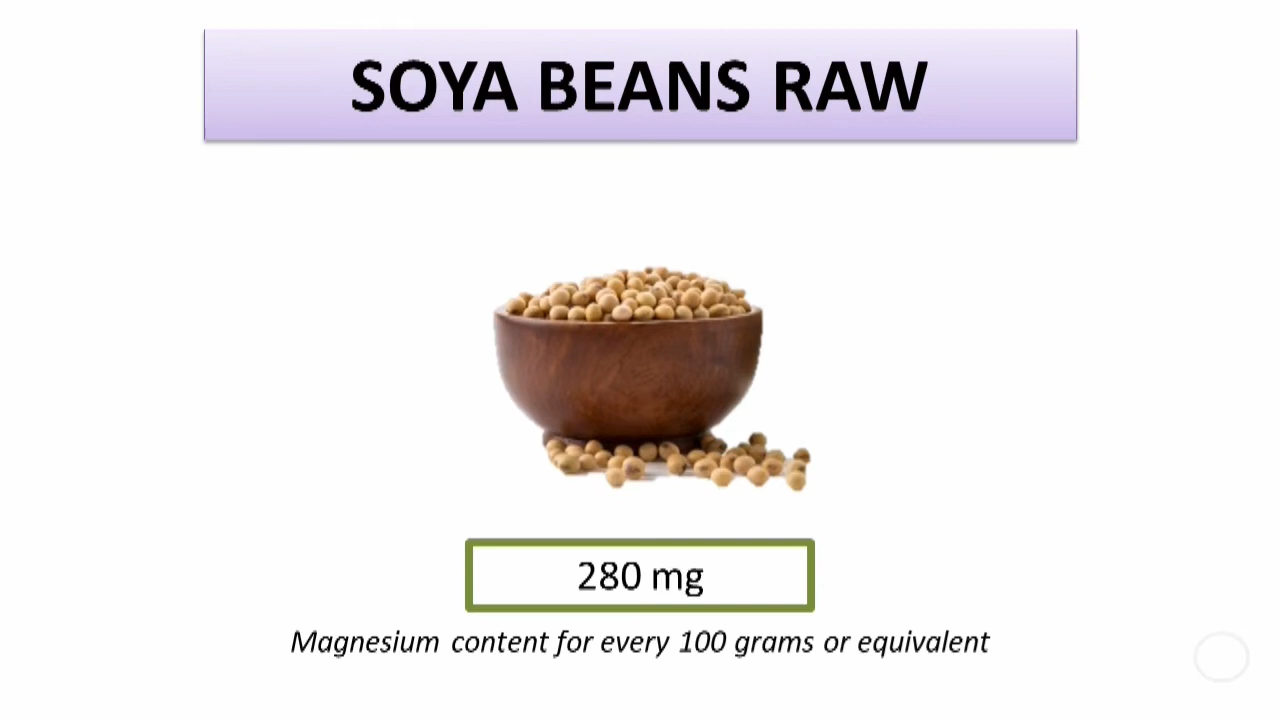 SOYA BEANS RAW
280 mg
Magnesium content for every 100 grams or equivalent